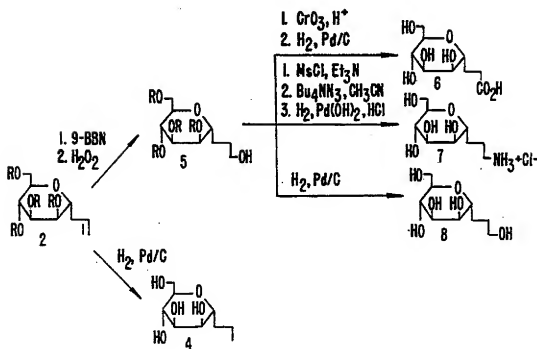 1. CrO3, H+
2. H2, Pd/C
HO
O
OH HO
HO
CO2H
6
1. MsCl, Et3N
2. Bu4NN3, CH3CN
3. H2, Pd(OH)2, HCl
HO
O
OH HO
HO
NH3+Cl-
7
H2, Pd/C
HO
O
OH HO
HO
OH
8
RO
O
OR RO
RO
OH
5
1. 9-BBN
2. H2O2
RO
O
OR RO
RO
2
H2, Pd/C
HO
O
OH HO
HO
4